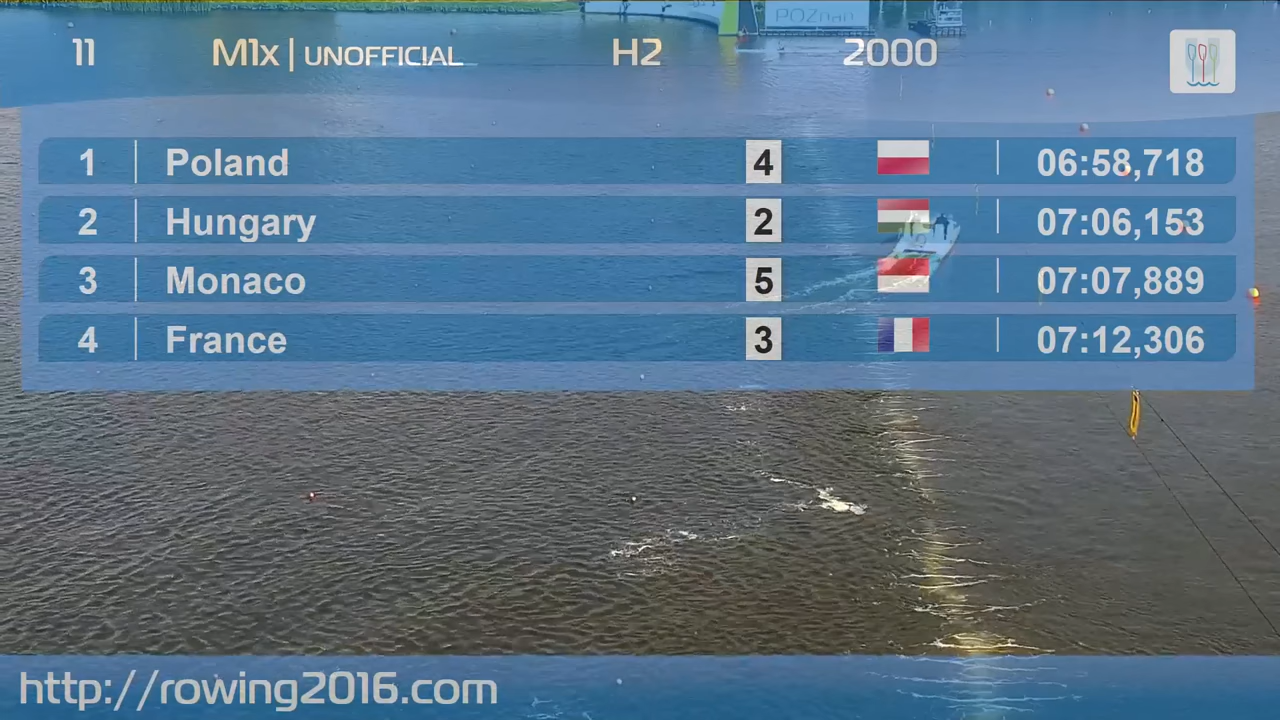 POZnan
11 M1x | UNOFFICIAL H2 2000
1 Poland 4 06:58,718
2 Hungary 2 07:06,153
3 Monaco 5 07:07,889
4 France 3 07:12,306
http://rowing2016.com